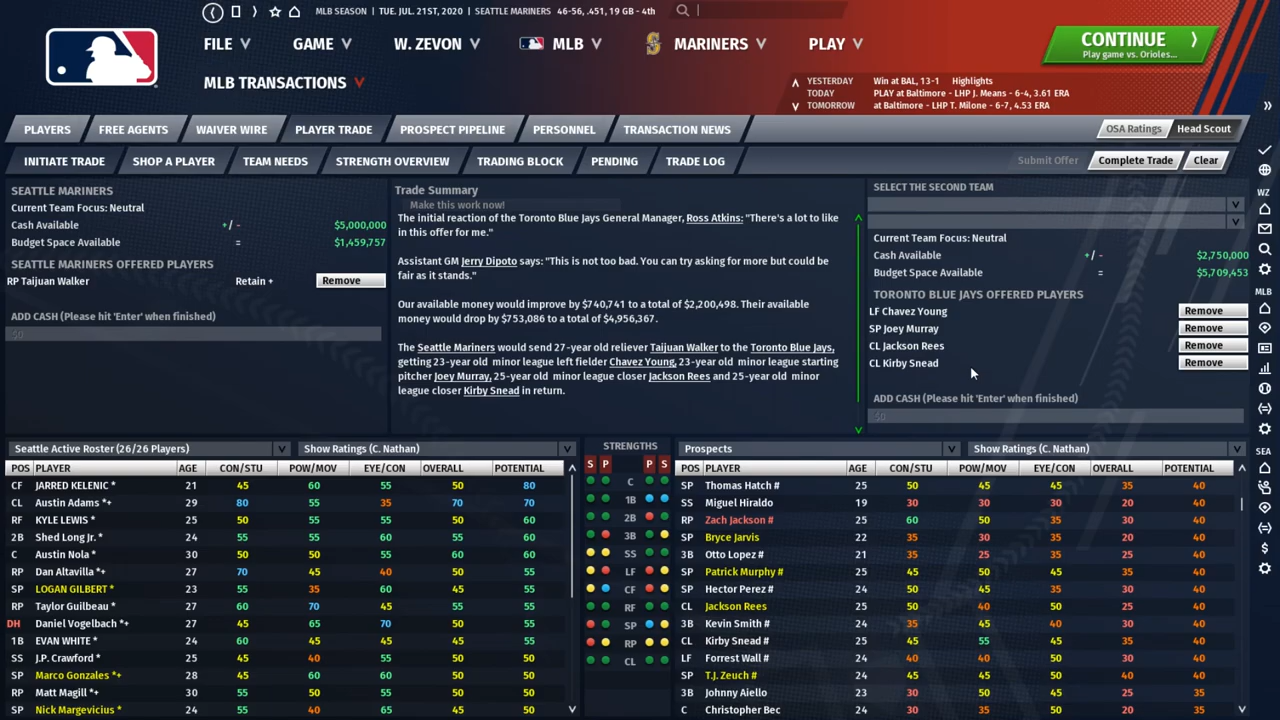 MLB SEASON | TUE. JUL. 21ST, 2020 | SEATTLE MARINERS 46-56, .451, 19 GB - 4th
FILE GAME W. ZEVON MLB MARINERS PLAY
CONTINUE
Play game vs. Orioles...
MLB TRANSACTIONS
YESTERDAY Win at BAL, 13-1 Highlights
TODAY PLAY at Baltimore - LHP J. Means - 6-4, 3.61 ERA
TOMORROW at Baltimore - LHP T. Milone - 6-7, 4.53 ERA
PLAYERS FREE AGENTS WAIVER WIRE PLAYER TRADE PROSPECT PIPELINE PERSONNEL TRANSACTION NEWS OSA Ratings Head Scout
INITIATE TRADE SHOP A PLAYER TEAM NEEDS STRENGTH OVERVIEW TRADING BLOCK PENDING TRADE LOG Submit Offer Complete Trade Clear
SEATTLE MARINERS
Current Team Focus: Neutral
Cash Available +/- $5,000,000
Budget Space Available = $1,459,757
SEATTLE MARINERS OFFERED PLAYERS
RP Taijuan Walker Retain + Remove
ADD CASH (Please hit 'Enter' when finished)
$0
Trade Summary
Make this work now!
The initial reaction of the Toronto Blue Jays General Manager, Ross Atkins: "There's a lot to like
in this offer for me."
Assistant GM Jerry Dipoto says: "This is not too bad. You can try asking for more but could be
fair as it stands."
Our available money would improve by $740,741 to a total of $2,200,498. Their available
money would drop by $753,086 to a total of $4,956,367.
The Seattle Mariners would send 27-year old reliever Taijuan Walker to the Toronto Blue Jays,
getting 23-year old minor league left fielder Chavez Young, 23-year old minor league starting
pitcher Joey Murray, 25-year old minor league closer Jackson Rees and 25-year old minor
league closer Kirby Snead in return.
SELECT THE SECOND TEAM
Current Team Focus: Neutral
Cash Available +/- $2,750,000
Budget Space Available = $5,709,453
TORONTO BLUE JAYS OFFERED PLAYERS
LF Chavez Young Remove
SP Joey Murray Remove
CL Jackson Rees Remove
CL Kirby Snead Remove
ADD CASH (Please hit 'Enter' when finished)
$0
WZ
MLB
SEA
Seattle Active Roster (26/26 Players) Show Ratings (C. Nathan)
POS PLAYER AGE CON/STU POW/MOV EYE/CON OVERALL POTENTIAL
CF JARRED KELENIC * 21 45 60 55 50 80
CL Austin Adams *+ 29 80 55 35 70 70
RF KYLE LEWIS * 25 50 55 55 50 60
2B Shed Long Jr. * 24 55 55 60 55 60
C Austin Nola * 30 50 50 55 60 60
RP Dan Altavilla *+ 27 70 45 40 50 55
SP LOGAN GILBERT * 23 55 35 60 45 55
RP Taylor Guilbeau * 27 60 70 45 55 55
DH Daniel Vogelbach *+ 27 45 65 70 50 55
1B EVAN WHITE * 24 60 45 45 45 55
SS J.P. Crawford * 25 45 40 55 50 50
SP Marco Gonzales *+ 28 45 60 60 50 50
RP Matt Magill *+ 30 55 50 55 50 50
SP Nick Margevicius * 24 55 40 65 45 50
STRENGTHS
S P P S
C
1B
2B
3B
SS
LF
CF
RF
SP
RP
CL
Prospects Show Ratings (C. Nathan)
POS PLAYER AGE CON/STU POW/MOV EYE/CON OVERALL POTENTIAL
SP Thomas Hatch # 25 50 45 45 35 40
SS Miguel Hiraldo 19 30 30 30 20 40
RP Zach Jackson # 25 60 50 35 30 40
SP Bryce Jarvis 22 35 30 35 20 40
3B Otto Lopez # 21 35 25 35 30 40
SP Patrick Murphy # 25 45 50 45 35 40
SP Hector Perez # 24 50 45 35 30 40
CL Jackson Rees 25 50 40 50 25 40
3B Kevin Smith # 24 35 45 40 30 40
CL Kirby Snead # 25 45 55 45 35 40
LF Forrest Wall # 24 40 40 45 30 40
SP T.J. Zeuch # 24 45 45 50 40 40
3B Johnny Aiello 23 30 50 45 25 35
C Christopher Bec 24 30 35 50 20 35